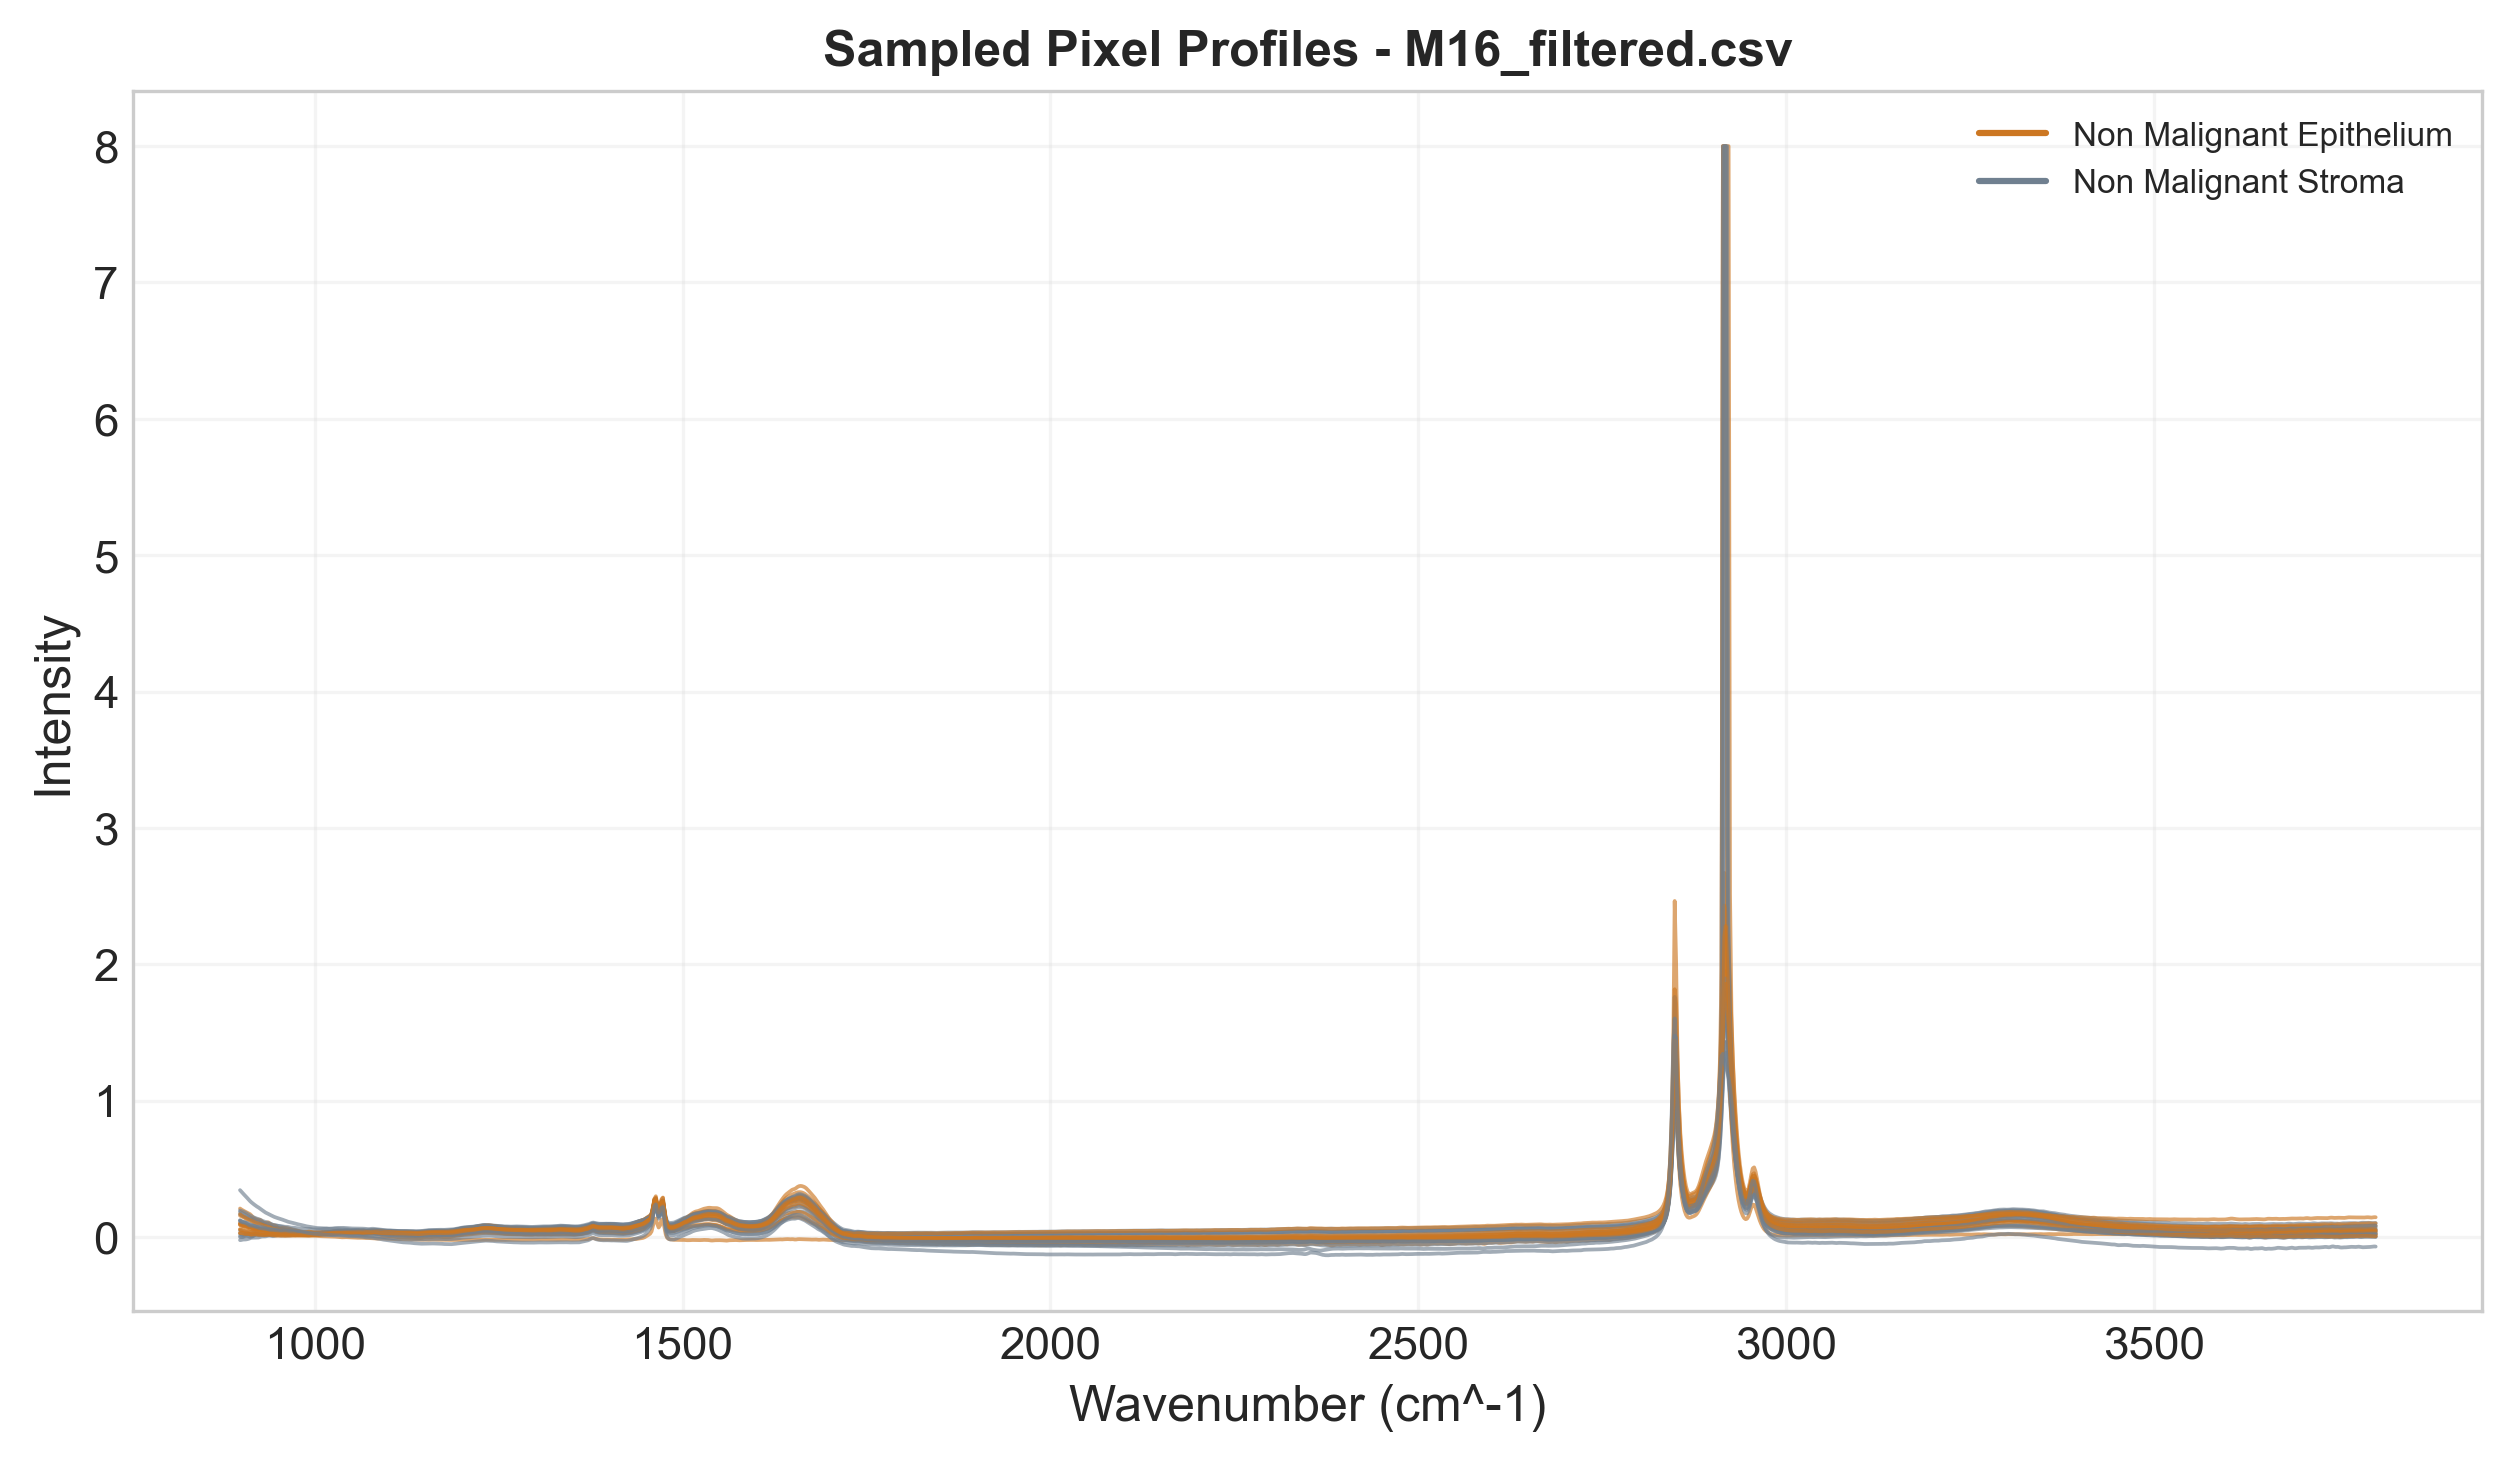 Sampled Pixel Profiles - M16_filtered.csv
Non Malignant Epithelium
Non Malignant Stroma
8
7
6
5
4
3
2
1
0
Intensity
1000 1500 2000 2500 3000 3500
Wavenumber (cm^-1)